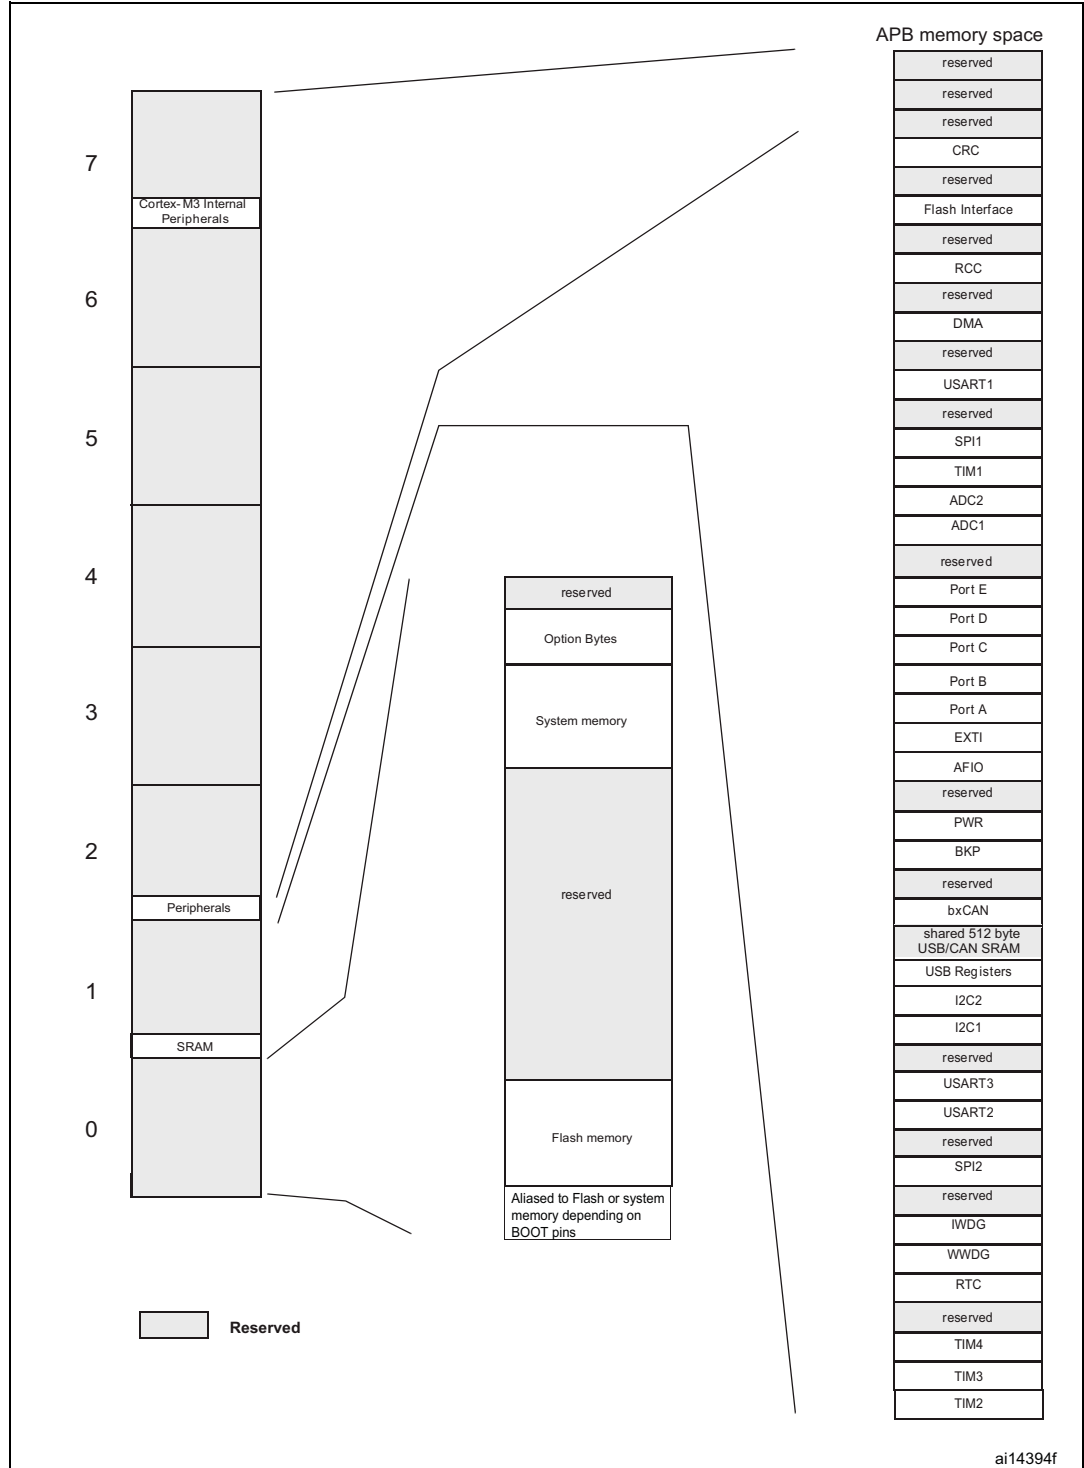 APB memory space
7
Cortex-M3 Internal
Peripherals
6
5
4
3
2
Peripherals
1
SRAM
0
Reserved
reserved
Option Bytes
System memory
reserved
Flash memory
Aliased to Flash or system
memory depending on
BOOT pins
reserved
reserved
reserved
CRC
reserved
Flash Interface
reserved
RCC
reserved
DMA
reserved
USART1
reserved
SPI1
TIM1
ADC2
ADC1
reserved
Port E
Port D
Port C
Port B
Port A
EXTI
AFIO
reserved
PWR
BKP
reserved
bxCAN
shared 512 byte
USB/CAN SRAM
USB Registers
I2C2
I2C1
reserved
USART3
USART2
reserved
SPI2
reserved
IWDG
WWDG
RTC
reserved
TIM4
TIM3
TIM2
ai14394f